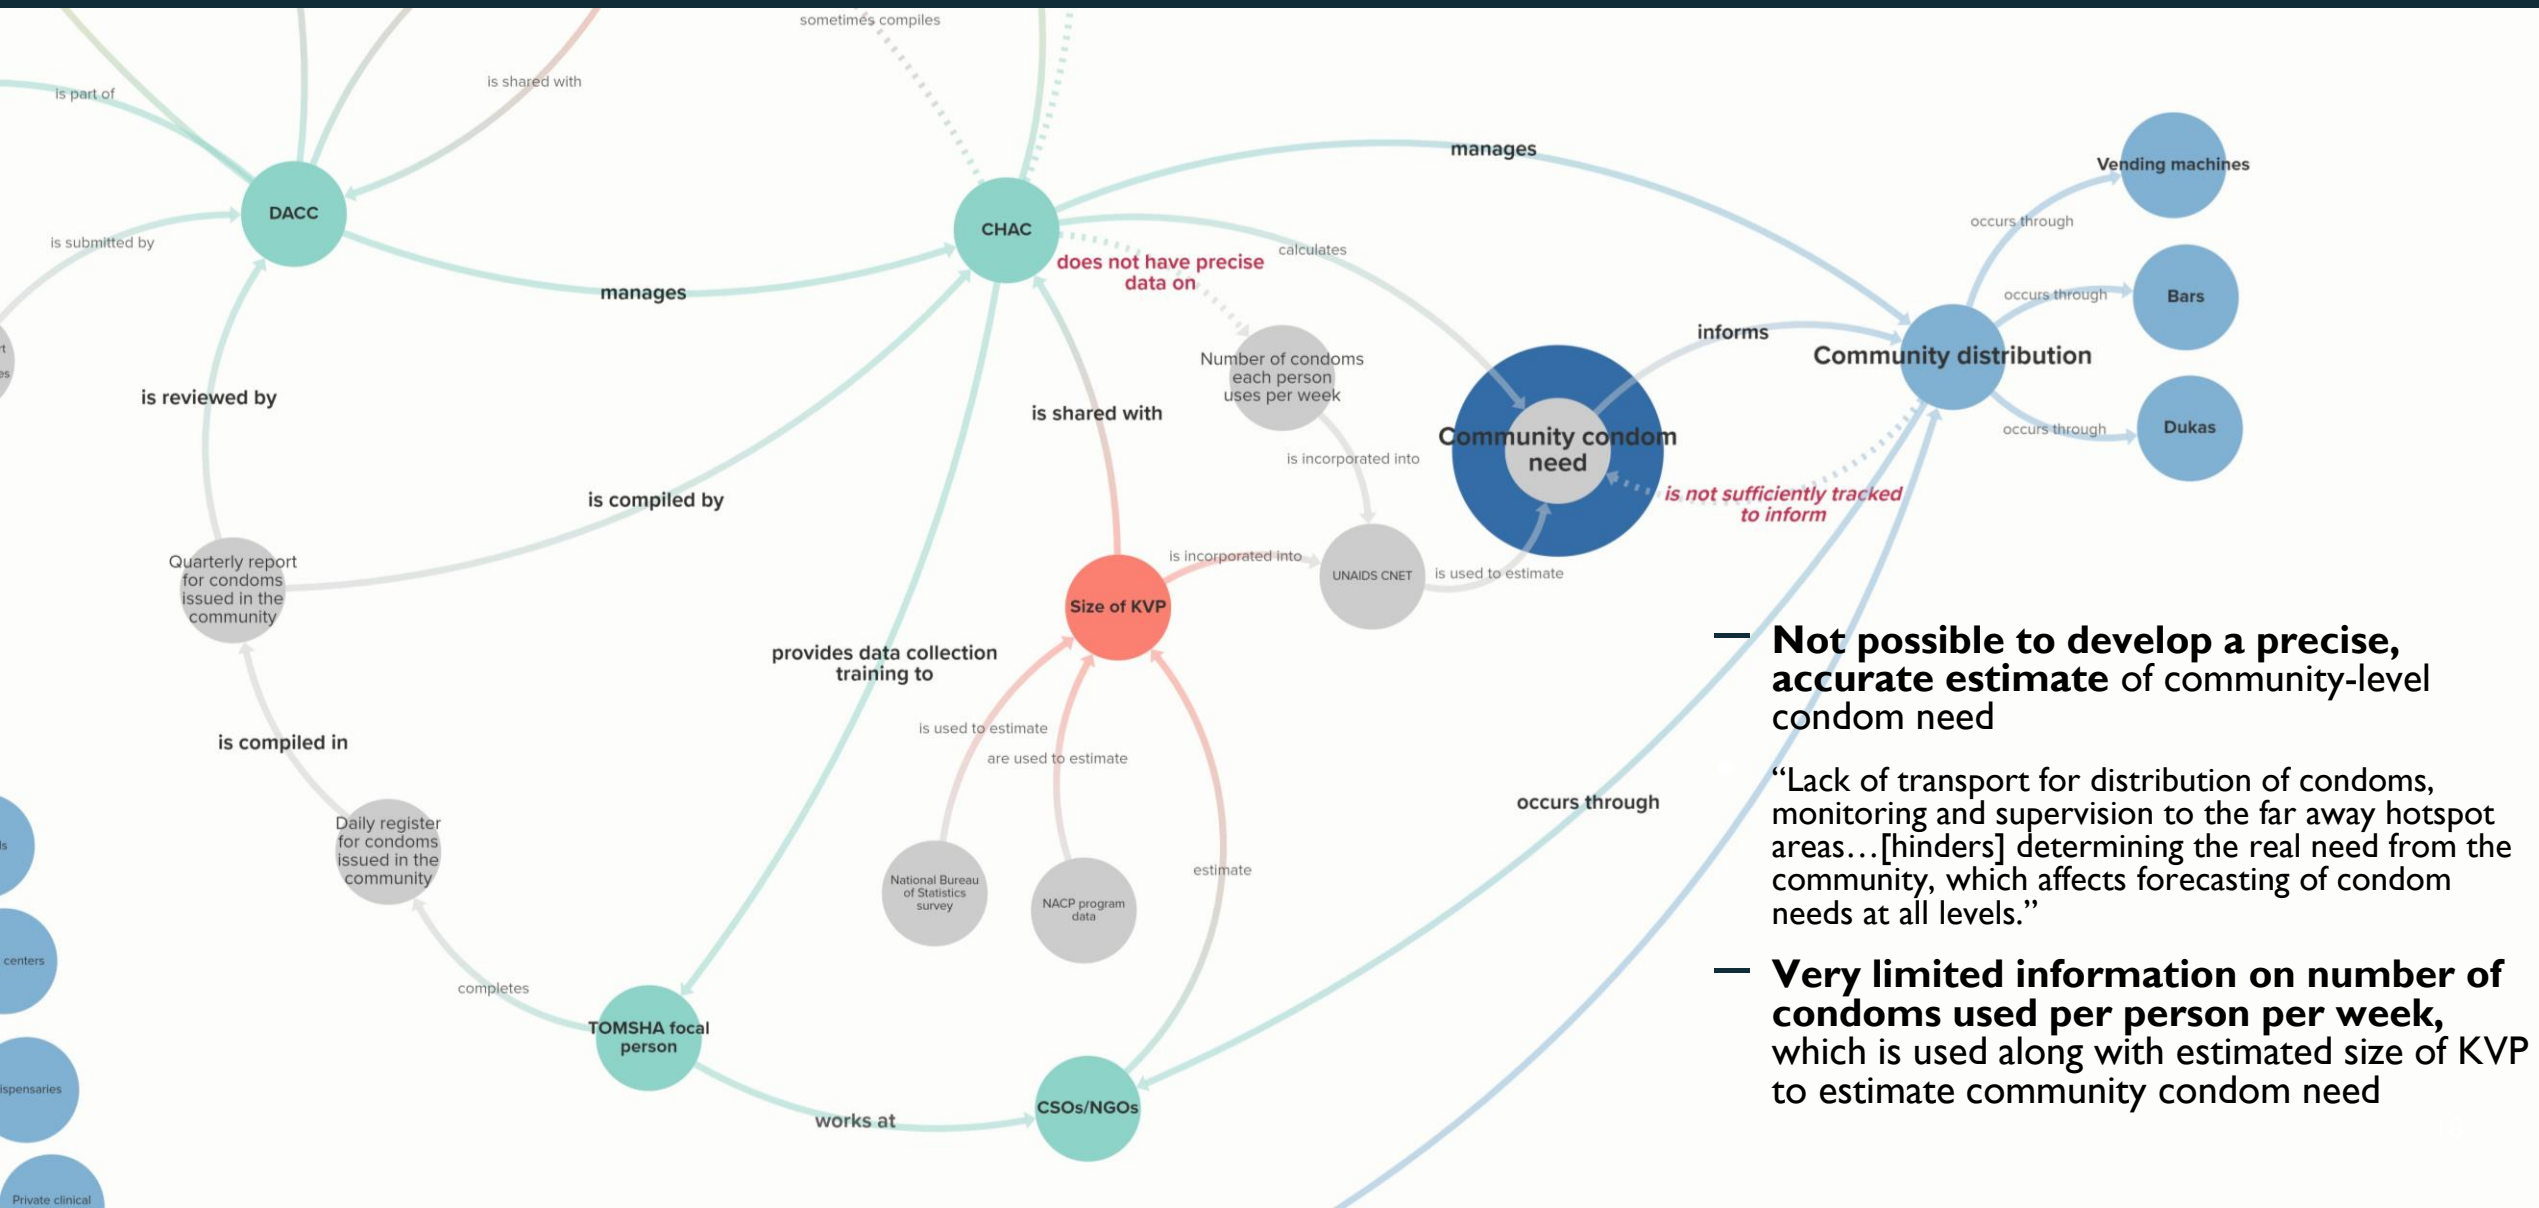 sometimes compiles
is shared with
is part of
manages
Vending machines
DACC
CHAC
occurs through
is submitted by
calculates
does not have precise
data on
manages
occurs through
Bars
informs
Number of condoms
each person
uses per week
Community distribution
is reviewed by
is shared with
occurs through
Dukas
Community condom
need
is incorporated into
is compiled by
is not sufficiently tracked
to inform
Quarterly report
for condoms
issued in the
community
is incorporated into
UNAIDS CNET
is used to estimate
Size of KVP
provides data collection
training to
is used to estimate
are used to estimate
is compiled in
occurs through
Daily register
for condoms
issued in the
community
estimate
National Bureau
of Statistics
survey
NACP program
data
centers
completes
TOMSHA focal
person
CSOs/NGOs
works at
ispensaries
Private clinical
— Not possible to develop a precise,
accurate estimate of community-level
condom need
“Lack of transport for distribution of condoms,
monitoring and supervision to the far away hotspot
areas…[hinders] determining the real need from the
community, which affects forecasting of condom
needs at all levels.”
— Very limited information on number of
condoms used per person per week,
which is used along with estimated size of KVP
to estimate community condom need